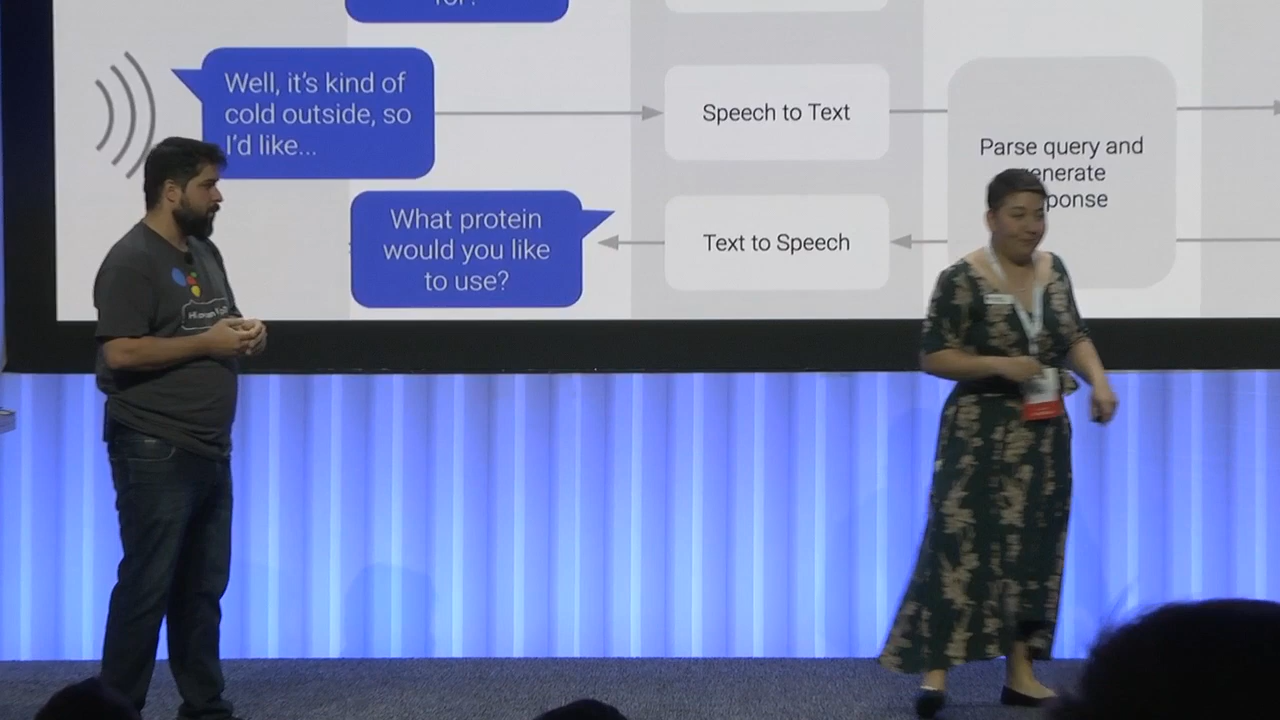 Well, it's kind of
cold outside, so
I'd like...
Speech to Text
Parse query and
What protein
would you like
to use?
Text to Speech